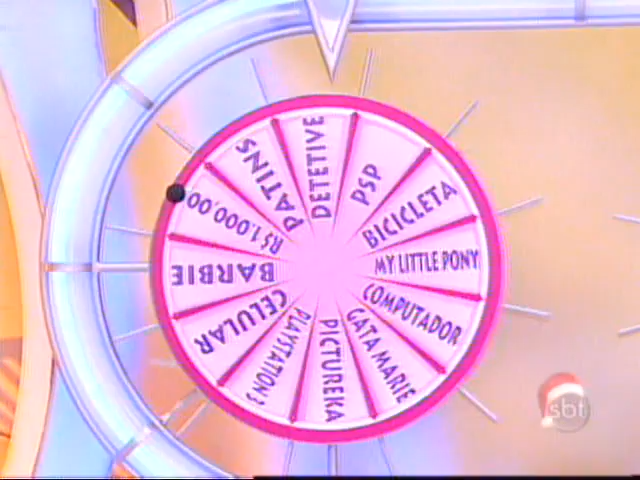 DETETIVE
PSP
BICICLETA
MY LITTLE PONY
COMPUTADOR
GATA MARIE
PICTUREKA
PLAYSTATION 3
CELULAR
BARBIE
R$1.000,00
PATINS
sbt